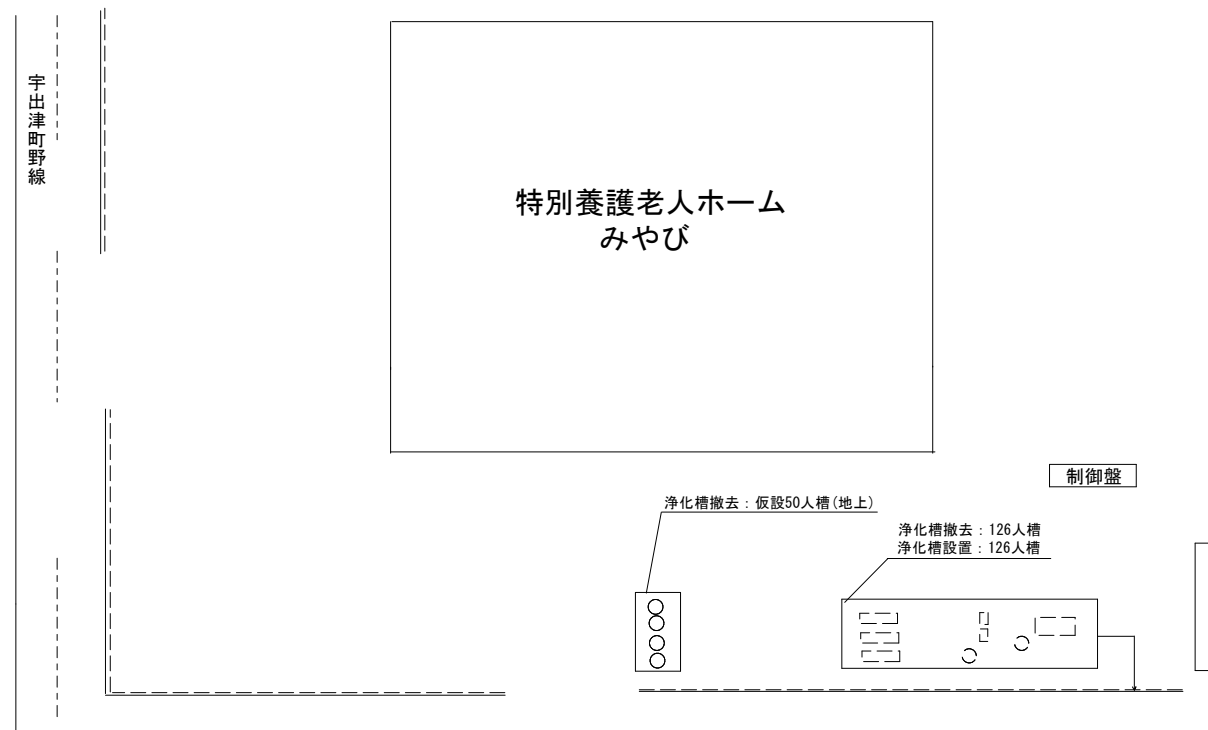 宇出津町野線
特別養護老人ホーム
みやび
制御盤
浄化槽撤去：仮設50人槽(地上)
浄化槽撤去：126人槽
浄化槽設置：126人槽